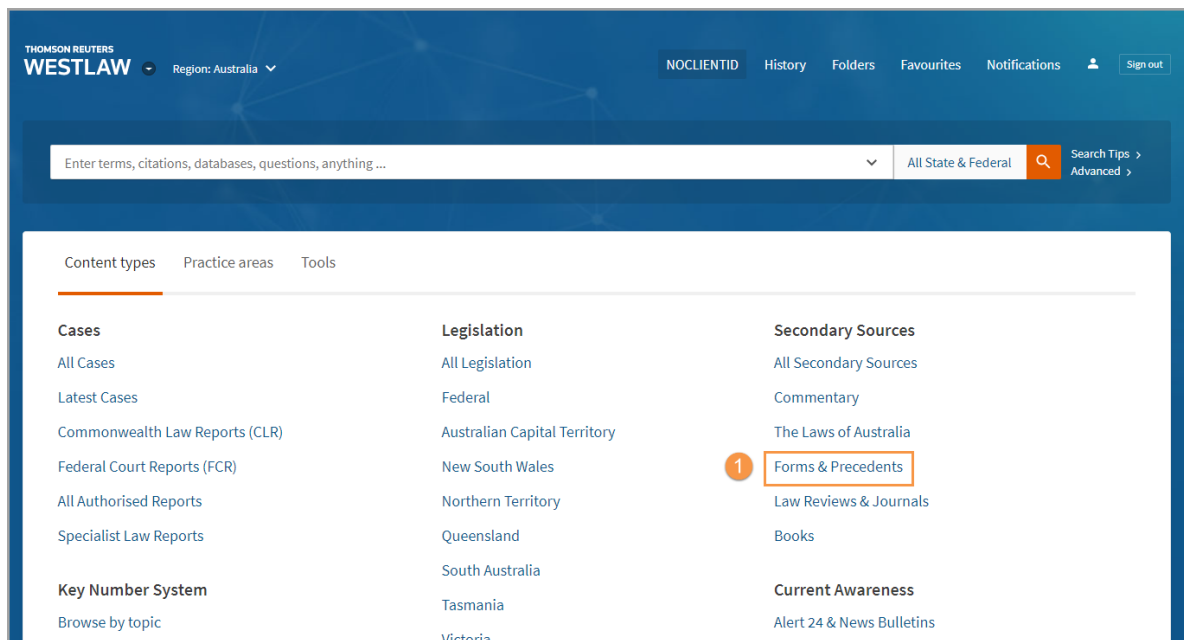 THOMSON REUTERS
WESTLAW
Region: Australia
NOCLIENTID
History
Folders
Favourites
Notifications
Sign out
Enter terms, citations, databases, questions, anything ...
All State & Federal
Search Tips >
Advanced >
Content types
Practice areas
Tools
Cases
All Cases
Latest Cases
Commonwealth Law Reports (CLR)
Federal Court Reports (FCR)
All Authorised Reports
Specialist Law Reports
Key Number System
Browse by topic
Legislation
All Legislation
Federal
Australian Capital Territory
New South Wales
Northern Territory
Queensland
South Australia
Tasmania
Victoria
Secondary Sources
All Secondary Sources
Commentary
The Laws of Australia
1
Forms & Precedents
Law Reviews & Journals
Books
Current Awareness
Alert 24 & News Bulletins